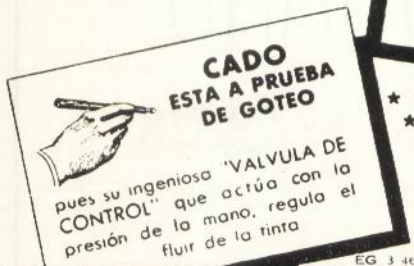 CADO
ESTA A PRUEBA
DE GOTEO
pues su ingeniosa "VALVULA DE
CONTROL" que actúa con la
presión de la mano, regula el
fluir de la tinta
EG 3 46